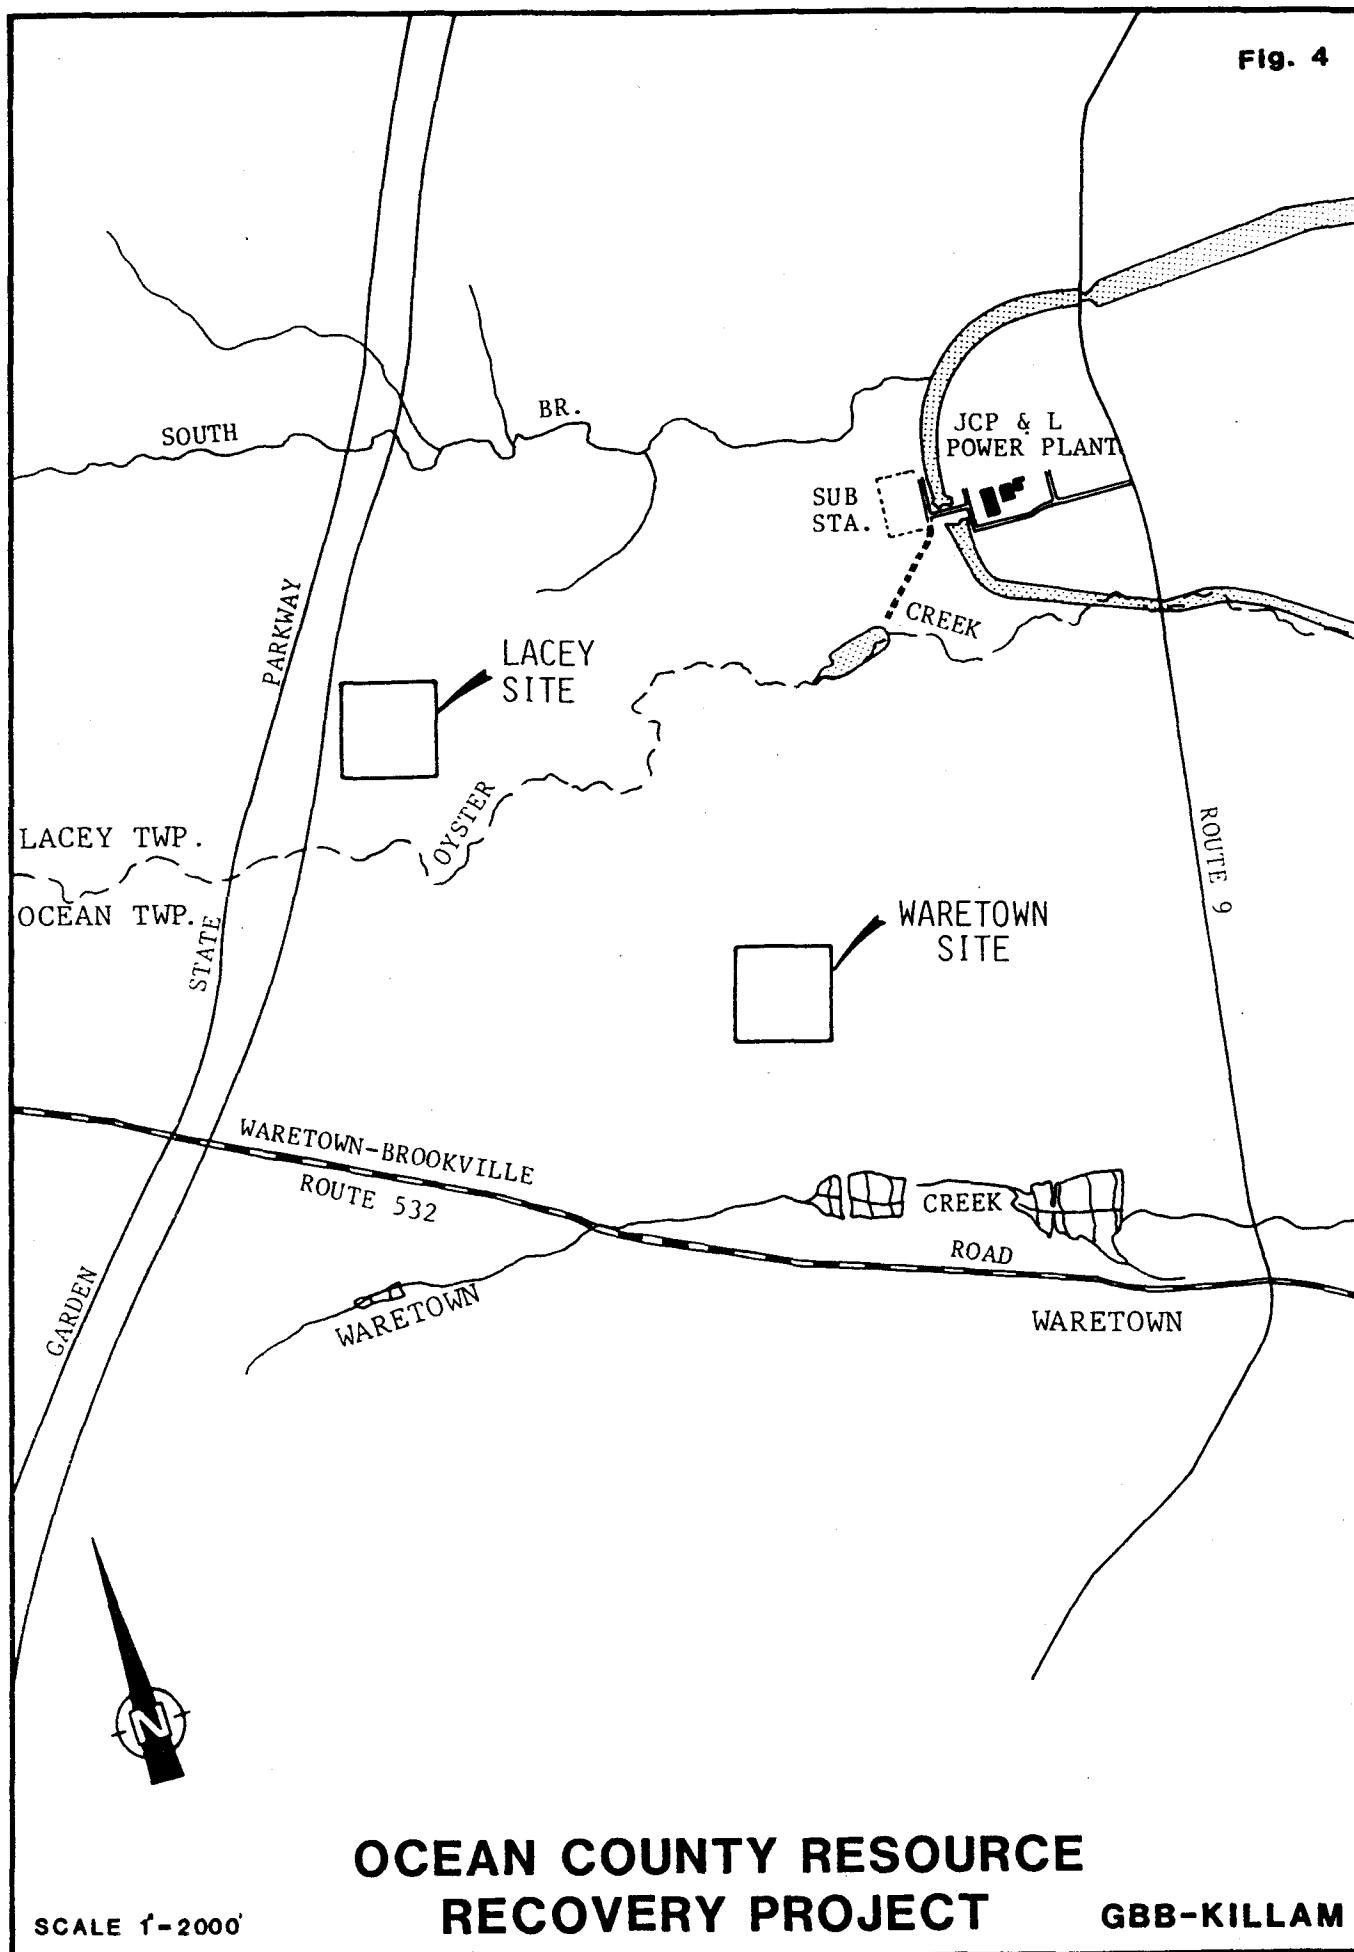 Fig. 4
SOUTH
BR.
JCP & L
POWER PLANT
SUB
STA.
CREEK
PARKWAY
LACEY
SITE
OYSTER
LACEY TWP.
OCEAN TWP.
STATE
ROUTE 9
WARETOWN
SITE
WARETOWN-BROOKVILLE
ROUTE 532
CREEK
ROAD
GARDEN
WARETOWN
WARETOWN
N
OCEAN COUNTY RESOURCE
RECOVERY PROJECT
SCALE 1"-2000'
GBB-KILLAM